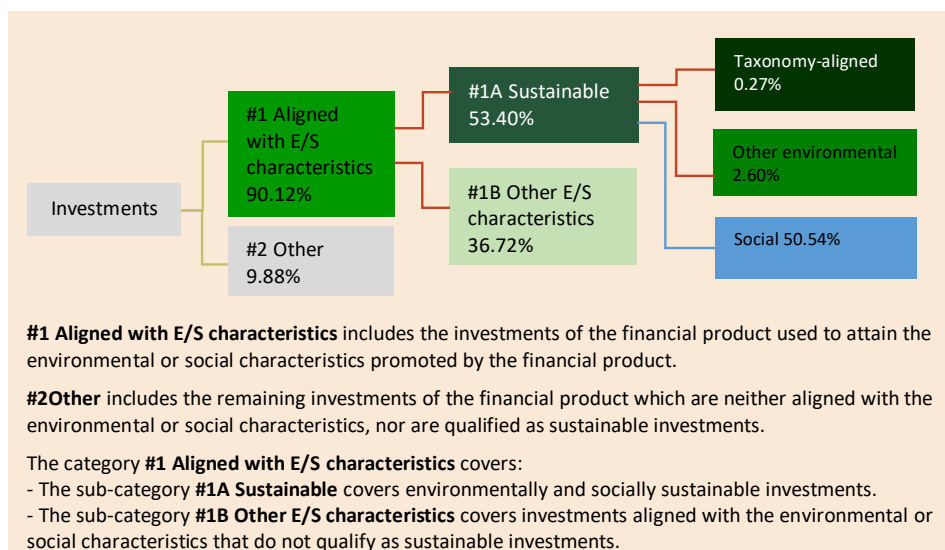 Investments
#1 Aligned
with E/S
characteristics
90.12%
#2 Other
9.88%
#1A Sustainable
53.40%
#1B Other E/S
characteristics
36.72%
Taxonomy-aligned
0.27%
Other environmental
2.60%
Social 50.54%
#1 Aligned with E/S characteristics includes the investments of the financial product used to attain the
environmental or social characteristics promoted by the financial product.
#2Other includes the remaining investments of the financial product which are neither aligned with the
environmental or social characteristics, nor are qualified as sustainable investments.
The category #1 Aligned with E/S characteristics covers:
- The sub-category #1A Sustainable covers environmentally and socially sustainable investments.
- The sub-category #1B Other E/S characteristics covers investments aligned with the environmental or
social characteristics that do not qualify as sustainable investments.